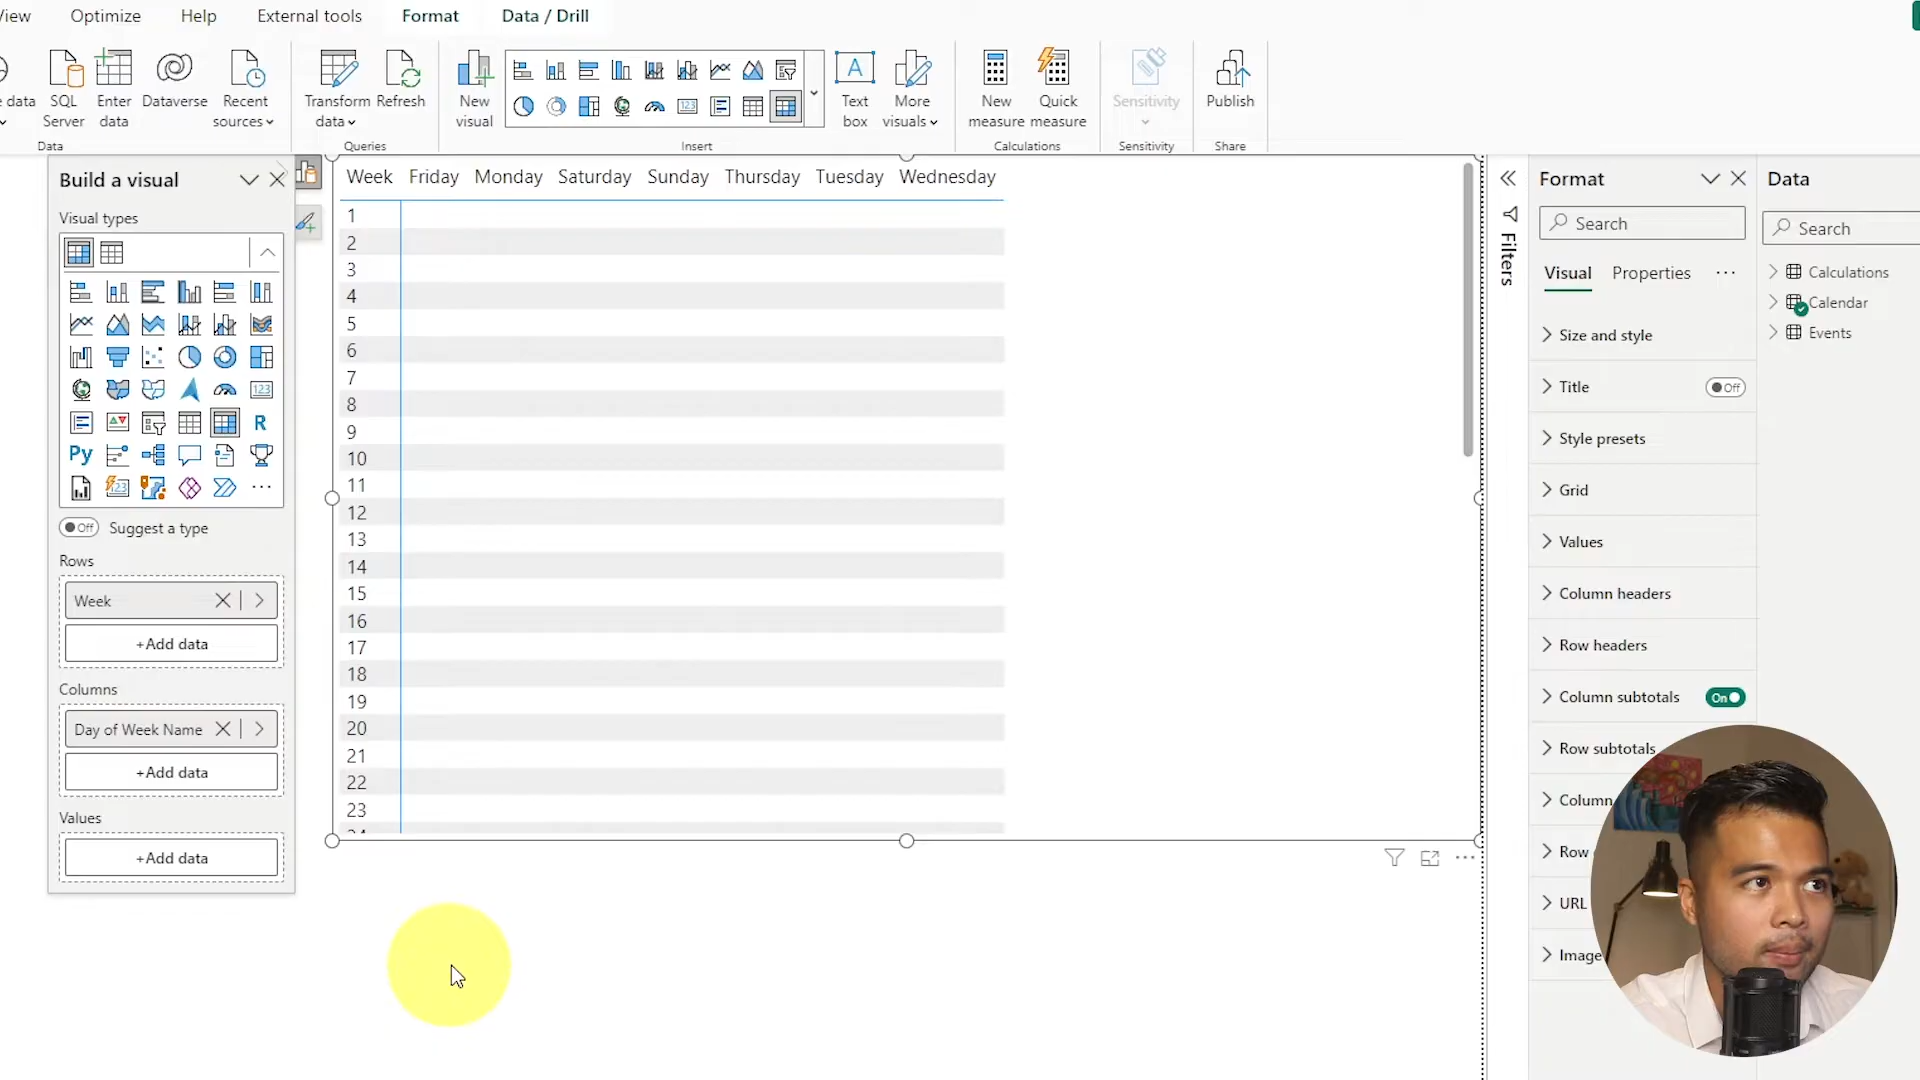 View Optimize Help External tools Format Data / Drill
data SQL Server Enter data Dataverse Recent sources Transform data Refresh New visual Text box More visuals New measure Quick measure Sensitivity Publish
Data Queries Insert Calculations Sensitivity Share
Build a visual
Visual types
123
R
Py
123
Off Suggest a type
Rows
Week
+Add data
Columns
Day of Week Name
+Add data
Values
+Add data
Week Friday Monday Saturday Sunday Thursday Tuesday Wednesday
1
2
3
4
5
6
7
8
9
10
11
12
13
14
15
16
17
18
19
20
21
22
23
24
Filters
Format
Search
Visual Properties
Size and style
Title Off
Style presets
Grid
Values
Column headers
Row headers
Column subtotals On
Row subtotals
Column
Row
URL
Image
Data
Search
Calculations
Calendar
Events